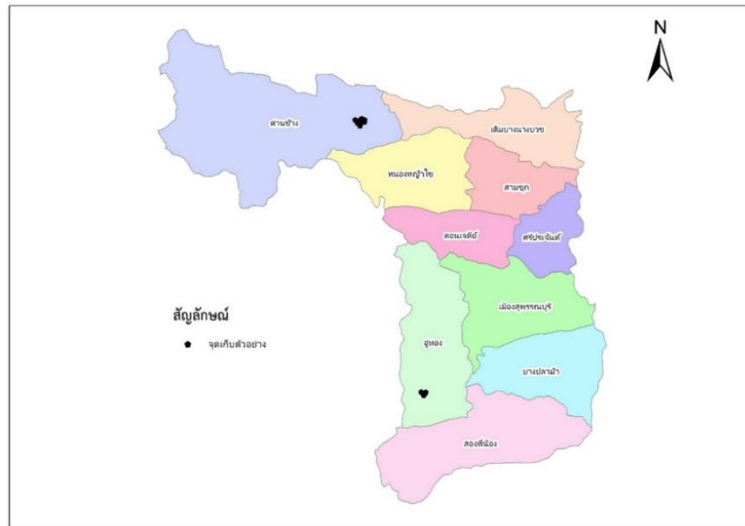 N
ด่านช้าง
เดิมบางนางบวช
หนองหญ้าไซ
สามชุก
ดอนเจดีย์
ศรีประจันต์
เมืองสุพรรณบุรี
สัญลักษณ์
จุดเก็บตัวอย่าง
อู่ทอง
บางปลาม้า
สองพี่น้อง